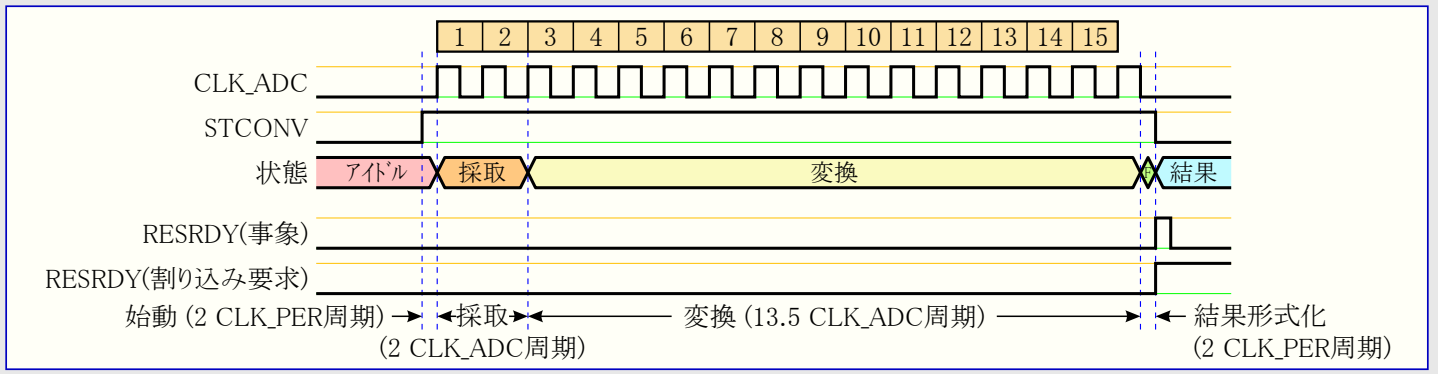 1 2 3 4 5 6 7 8 9 10 11 12 13 14 15
CLK_ADC
STCONV
状態 アイドル 採取 変換 F 結果
RESRDY(事象)
RESRDY(割り込み要求)
始動 (2 CLK_PER周期) 採取 変換 (13.5 CLK_ADC周期) 結果形式化
(2 CLK_ADC周期) (2 CLK_PER周期)